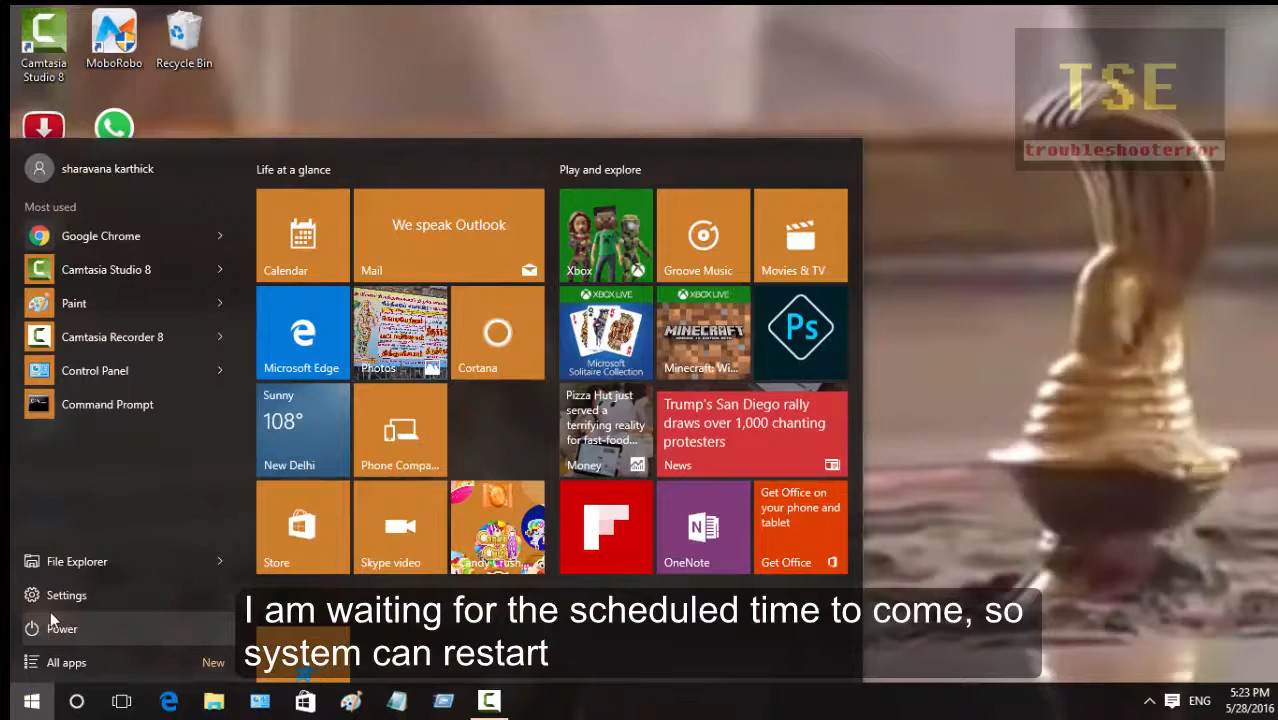 Camtasia
Studio 8
MoboRobo
Recycle Bin
TSE
troubleshooterror
sharavana karthick
Most used
Google Chrome
Camtasia Studio 8
Paint
Camtasia Recorder 8
Control Panel
Command Prompt
File Explorer
Settings
Power
All apps
New
Life at a glance
Calendar
We speak Outlook
Mail
Microsoft Edge
Photos
Cortana
Sunny
108°
New Delhi
Phone Compa...
Store
Skype video
Candy Crush...
Play and explore
Xbox
Groove Music
Movies & TV
XBOX LIVE
Microsoft
Solitaire Collection
XBOX LIVE
MINECRAFT
Minecraft: Wi...
Ps
Pizza Hut just
served a
terrifying reality
for fast-food...
Money
Trump's San Diego rally
draws over 1,000 chanting
protesters
News
OneNote
Get Office on
your phone and
tablet
Get Office
I am waiting for the scheduled time to come, so
system can restart
ENG
5:23 PM
5/28/2016